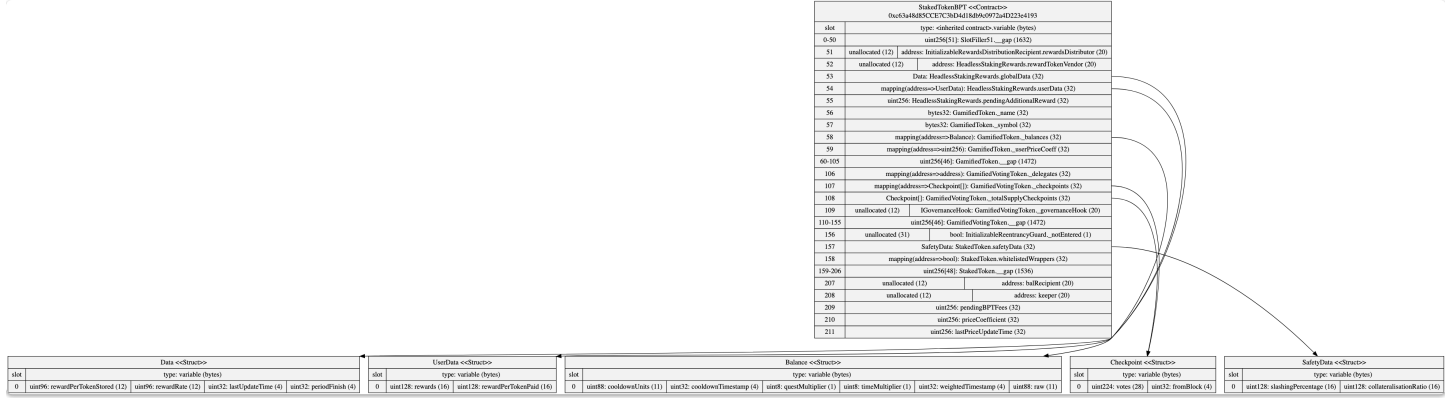 StakedTokenBPT <<Contract>>
0xc63a48d85CCE7C3bD4d18db9c0972a4D223e4193
slot type: <inherited contract>.variable (bytes)
0-50 uint256[51]: SlotFiller51.__gap (1632)
51 unallocated (12) address: InitializableRewardsDistributionRecipient.rewardsDistributor (20)
52 unallocated (12) address: HeadlessStakingRewards.rewardTokenVendor (20)
53 Data: HeadlessStakingRewards.globalData (32)
54 mapping(address=>UserData): HeadlessStakingRewards.userData (32)
55 uint256: HeadlessStakingRewards.pendingAdditionalReward (32)
56 bytes32: GamifiedToken._name (32)
57 bytes32: GamifiedToken._symbol (32)
58 mapping(address=>Balance): GamifiedToken._balances (32)
59 mapping(address=>uint256): GamifiedToken._userPriceCoeff (32)
60-105 uint256[46]: GamifiedToken.__gap (1472)
106 mapping(address=>address): GamifiedVotingToken._delegates (32)
107 mapping(address=>Checkpoint[]): GamifiedVotingToken._checkpoints (32)
108 Checkpoint[]: GamifiedVotingToken._totalSupplyCheckpoints (32)
109 unallocated (12) IGovernanceHook: GamifiedVotingToken._governanceHook (20)
110-155 uint256[46]: GamifiedVotingToken.__gap (1472)
156 unallocated (31) bool: InitializableReentrancyGuard._notEntered (1)
157 SafetyData: StakedToken.safetyData (32)
158 mapping(address=>bool): StakedToken.whitelistedWrappers (32)
159-206 uint256[48]: StakedToken.__gap (1536)
207 unallocated (12) address: balRecipient (20)
208 unallocated (12) address: keeper (20)
209 uint256: pendingBPTFees (32)
210 uint256: priceCoefficient (32)
211 uint256: lastPriceUpdateTime (32)
Data <<Struct>>
slot type: variable (bytes)
0 uint96: rewardPerTokenStored (12) uint96: rewardRate (12) uint32: lastUpdateTime (4) uint32: periodFinish (4)
UserData <<Struct>>
slot type: variable (bytes)
0 uint128: rewards (16) uint128: rewardPerTokenPaid (16)
Balance <<Struct>>
slot type: variable (bytes)
0 uint88: cooldownUnits (11) uint32: cooldownTimestamp (4) uint8: questMultiplier (1) uint8: timeMultiplier (1) uint32: weightedTimestamp (4) uint88: raw (11)
Checkpoint <<Struct>>
slot type: variable (bytes)
0 uint224: votes (28) uint32: fromBlock (4)
SafetyData <<Struct>>
slot type: variable (bytes)
0 uint128: slashingPercentage (16) uint128: collateralisationRatio (16)